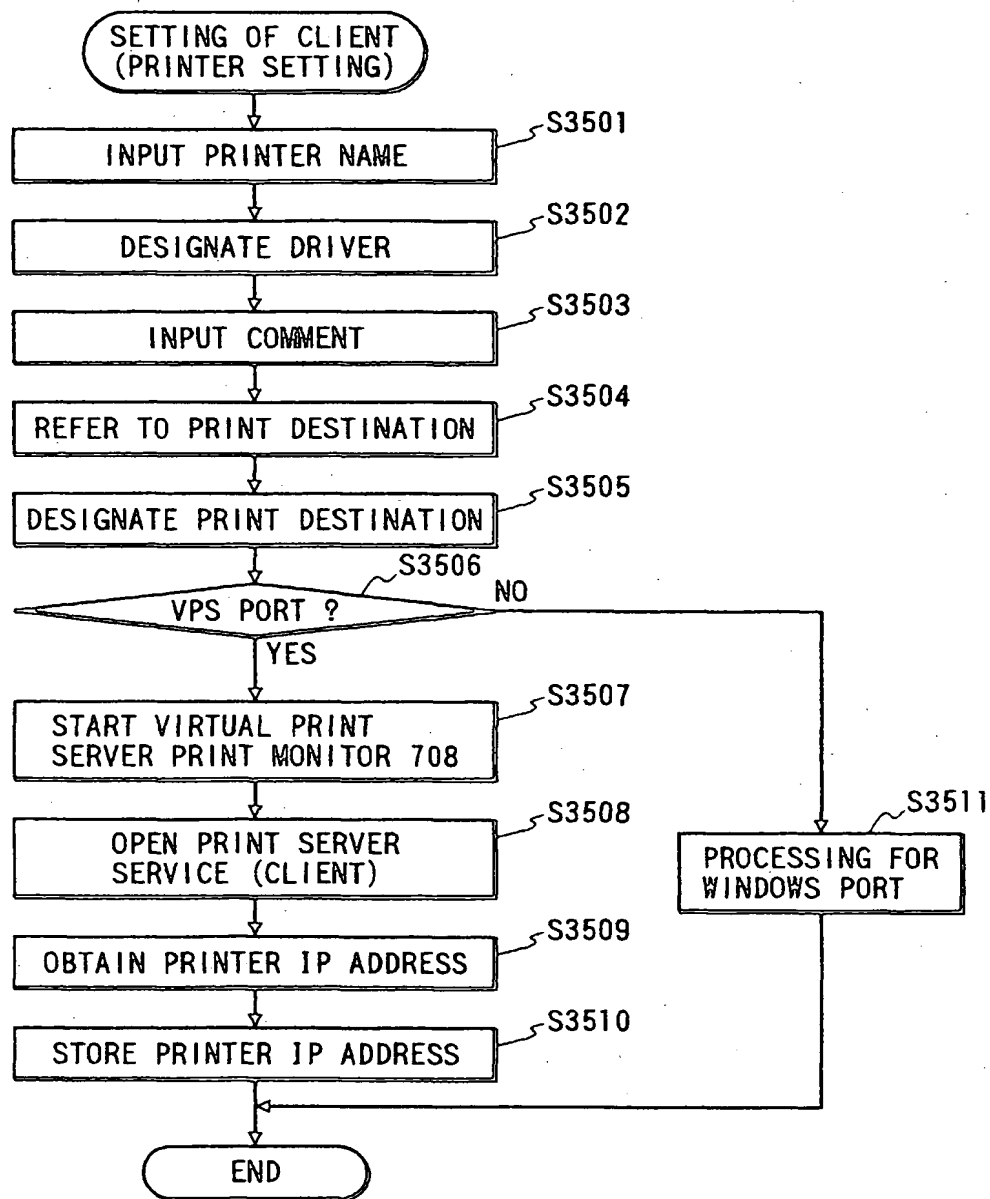 SETTING OF CLIENT
(PRINTER SETTING)
S3501
INPUT PRINTER NAME
S3502
DESIGNATE DRIVER
S3503
INPUT COMMENT
S3504
REFER TO PRINT DESTINATION
S3505
DESIGNATE PRINT DESTINATION
S3506
VPS PORT ?
NO
YES
S3507
START VIRTUAL PRINT
SERVER PRINT MONITOR 708
S3508
OPEN PRINT SERVER
SERVICE (CLIENT)
S3511
PROCESSING FOR
WINDOWS PORT
S3509
OBTAIN PRINTER IP ADDRESS
S3510
STORE PRINTER IP ADDRESS
END